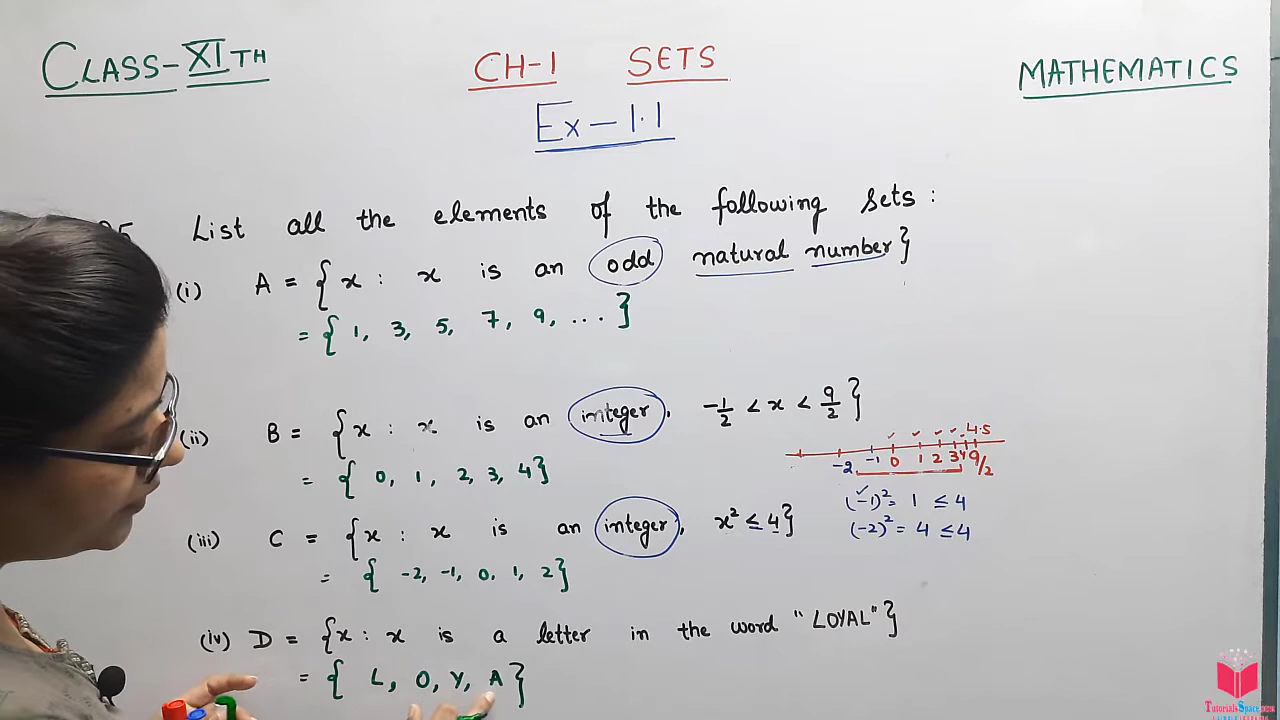 CLASS-XITH CH-1 SETS MATHEMATICS
Ex-1.1
List all the elements of the following sets:
(i) A = {x : x is an odd natural number}
= {1, 3, 5, 7, 9, ...}
(ii) B = {x : x is an integer, -1/2 < x < 9/2}
= {0, 1, 2, 3, 4}
-2 -1 0 1 2 3 4 9/2
4.5
(-1)² = 1 ≤ 4
(-2)² = 4 ≤ 4
(iii) C = {x : x is an integer, x² ≤ 4}
= {-2, -1, 0, 1, 2}
(iv) D = {x : x is a letter in the word "LOYAL"}
= {L, O, Y, A}
TutorialsSpace.com